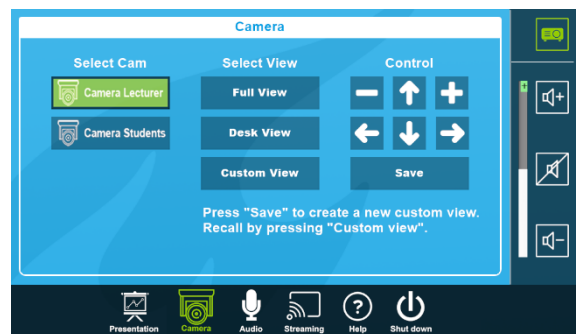 Camera
Select Cam
Select View
Control
Camera Lecturer
Full View
Camera Students
Desk View
Custom View
Save
Press "Save" to create a new custom view.
Recall by pressing "Custom view".
Presentation
Camera
Audio
Streaming
Help
Shut down